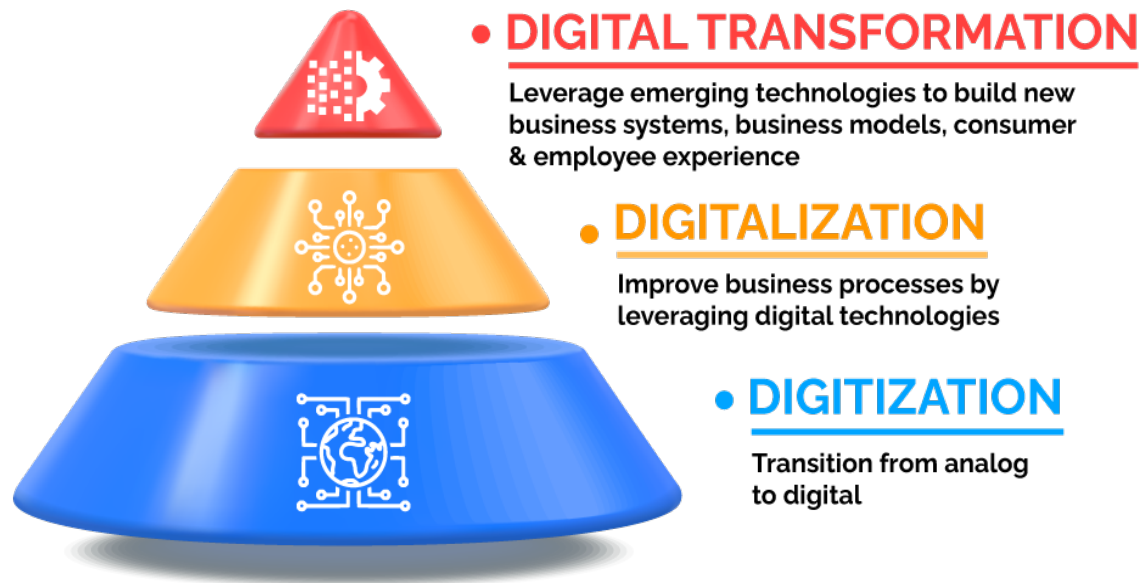 DIGITAL TRANSFORMATION
Leverage emerging technologies to build new
business systems, business models, consumer
& employee experience
DIGITALIZATION
Improve business processes by
leveraging digital technologies
DIGITIZATION
Transition from analog
to digital